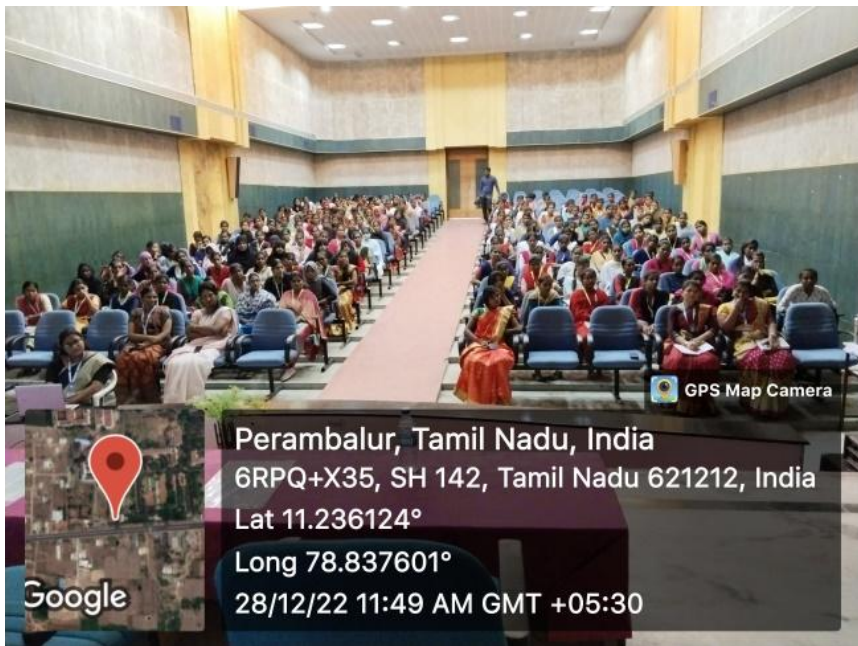 GPS Map Camera
Perambalur, Tamil Nadu, India
6RPQ+X35, SH 142, Tamil Nadu 621212, India
Lat 11.236124°
Long 78.837601°
28/12/22 11:49 AM GMT +05:30
Google